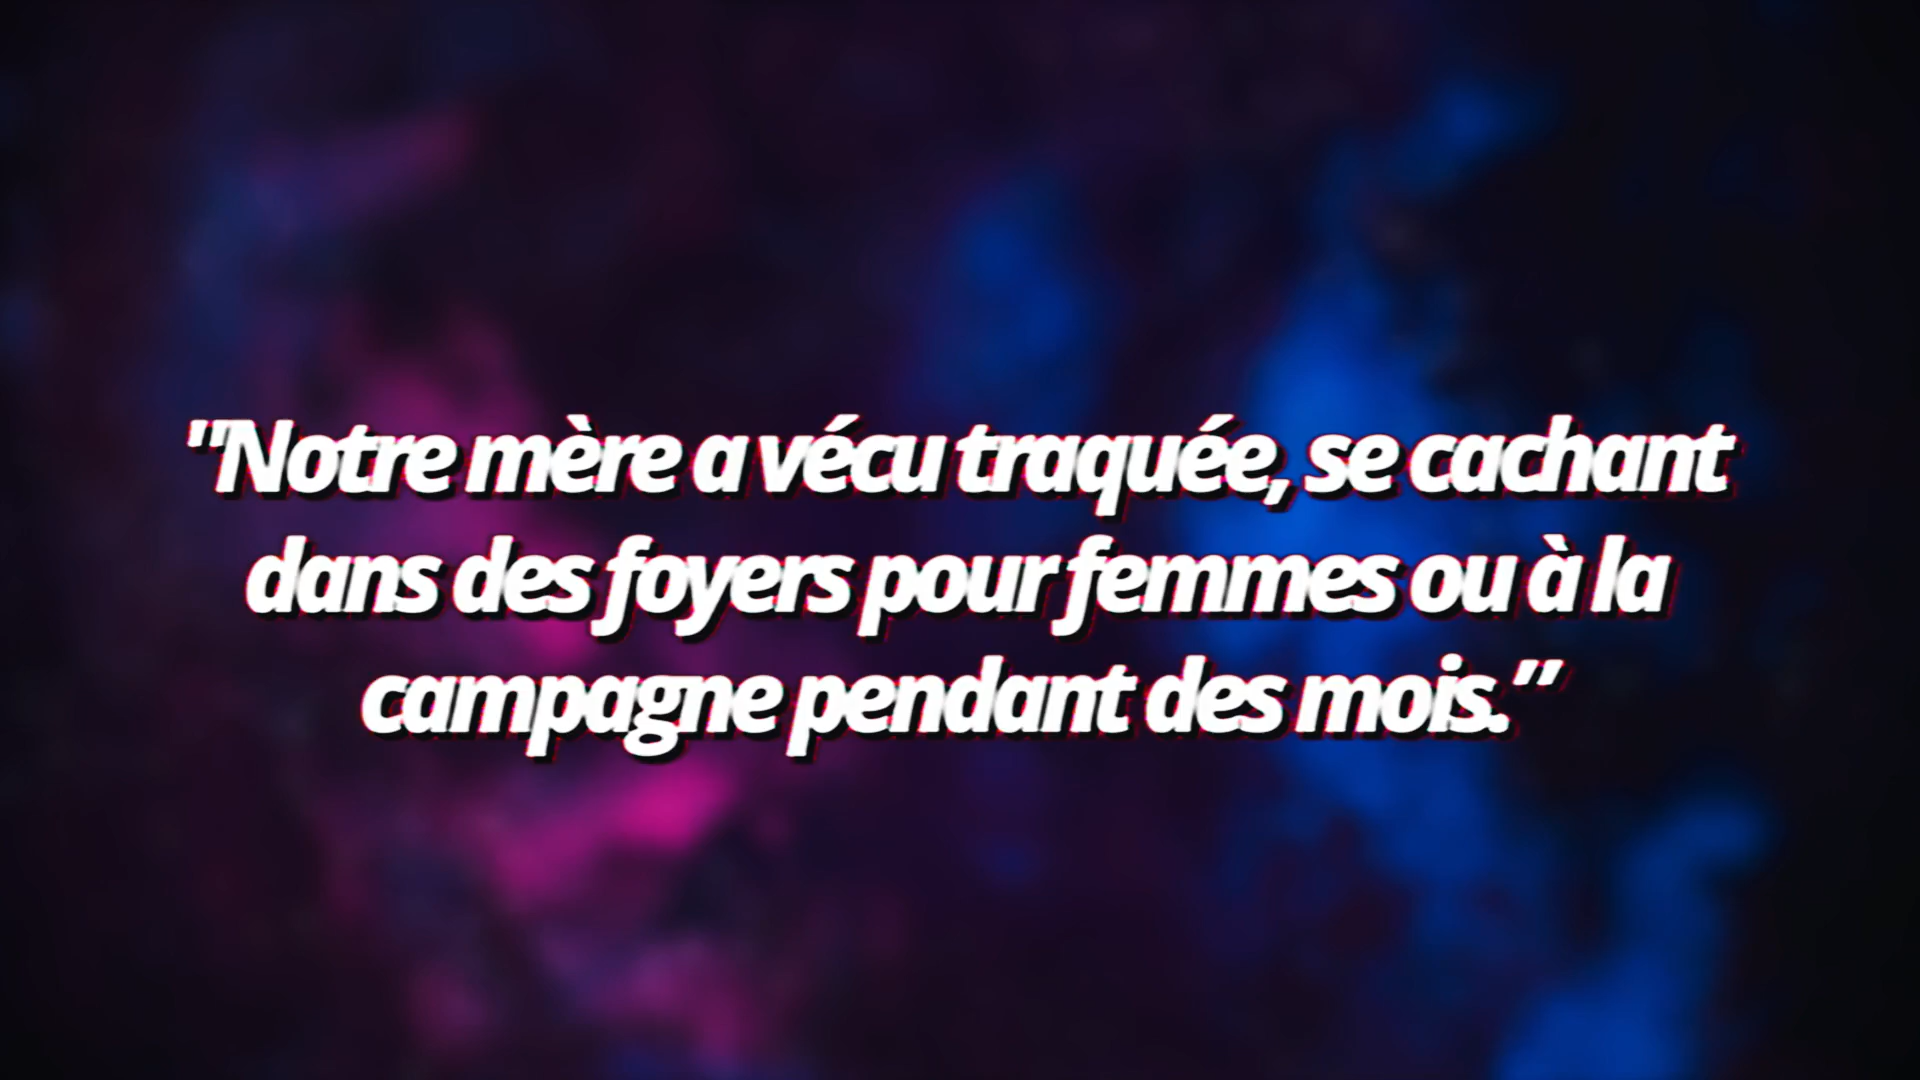 "Notre mère a vécu traquée, se cachant
dans des foyers pour femmes ou à la
campagne pendant des mois.”